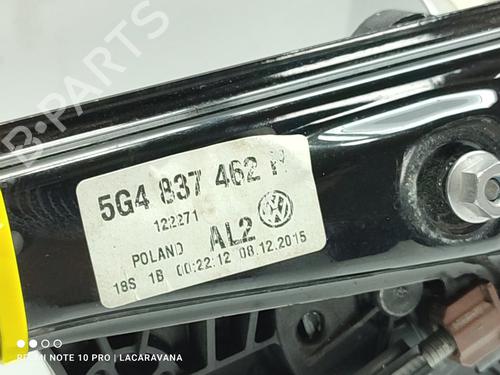 5G4 837 462
122271
POLAND AL2
18S 1B 00:22:12 08.12.2015
B-PARTS
REDMI NOTE 10 PRO | LACARAVANA